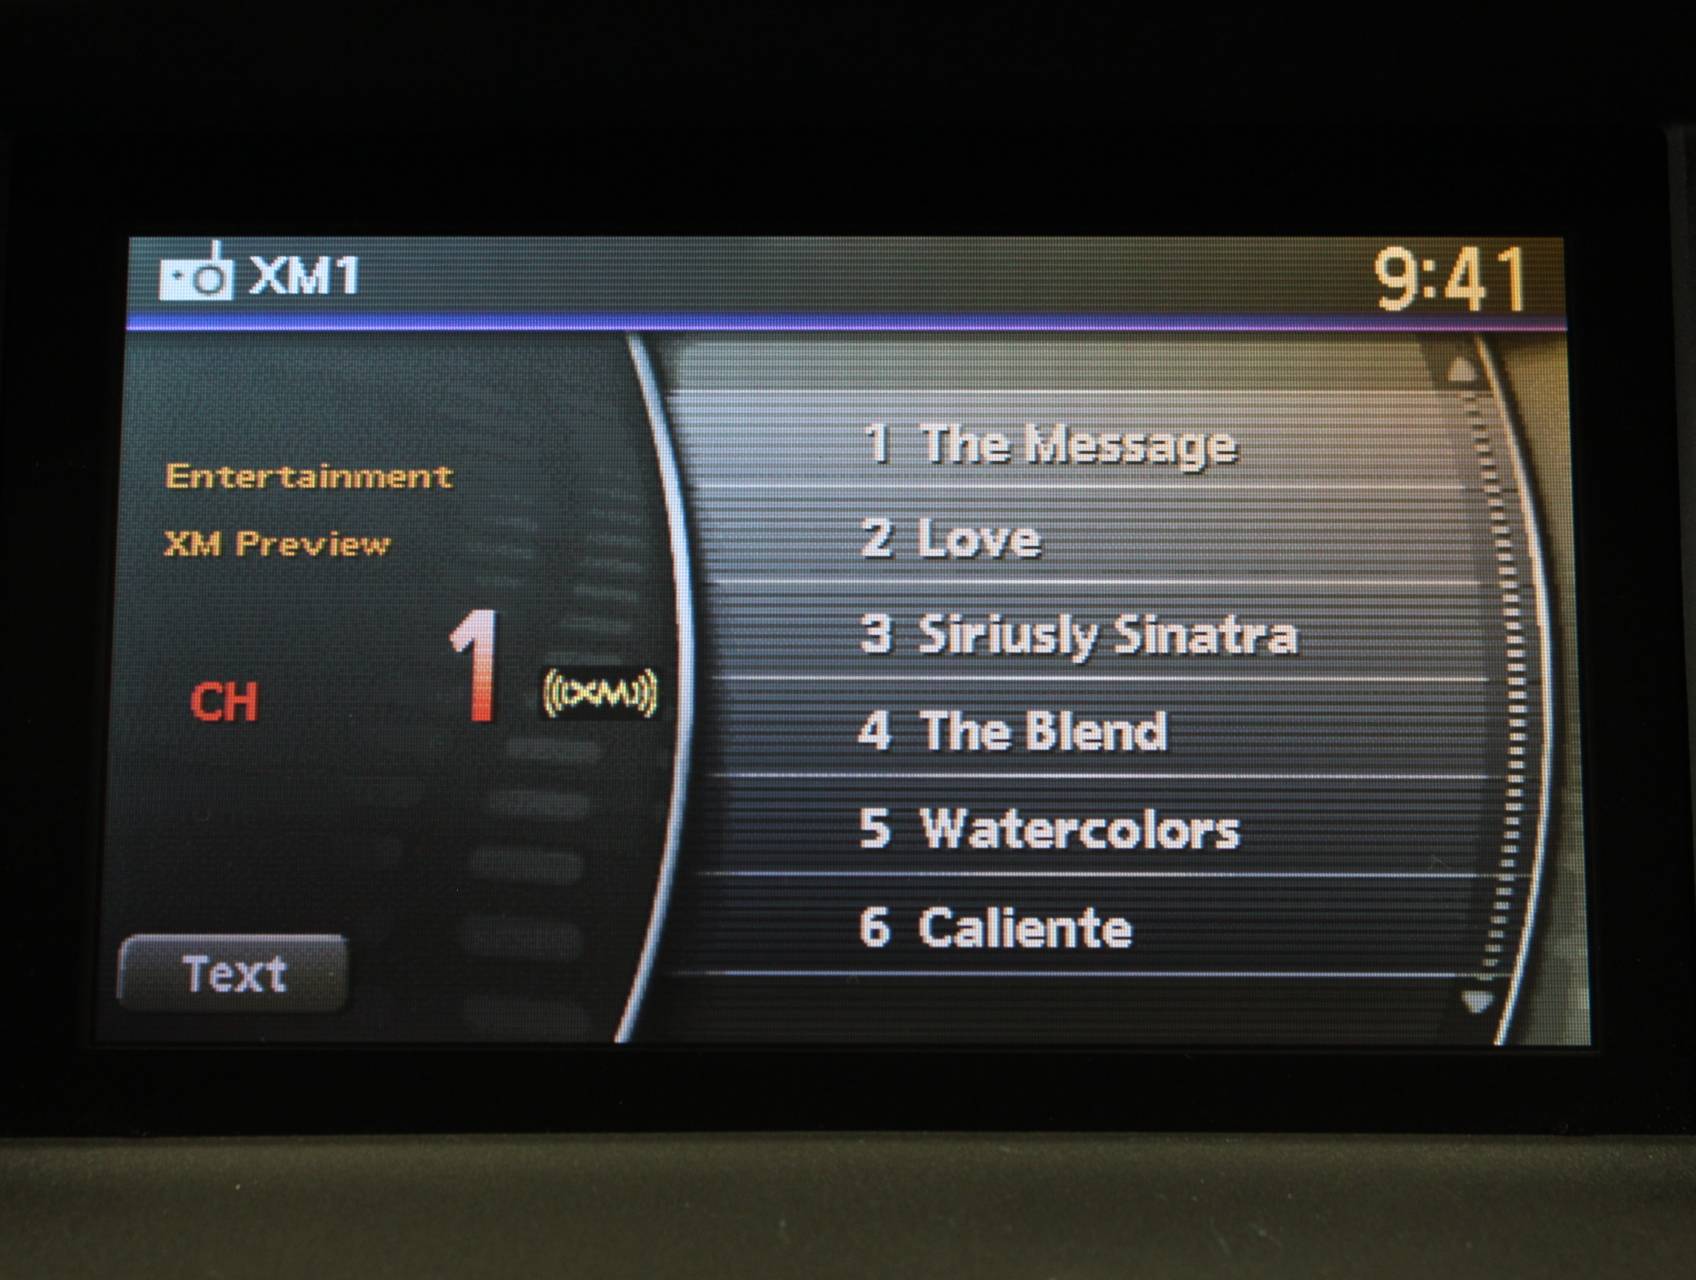 XM1
9:41
Entertainment
XM Preview
CH 1 XM
Text
1 The Message
2 Love
3 Siriusly Sinatra
4 The Blend
5 Watercolors
6 Caliente